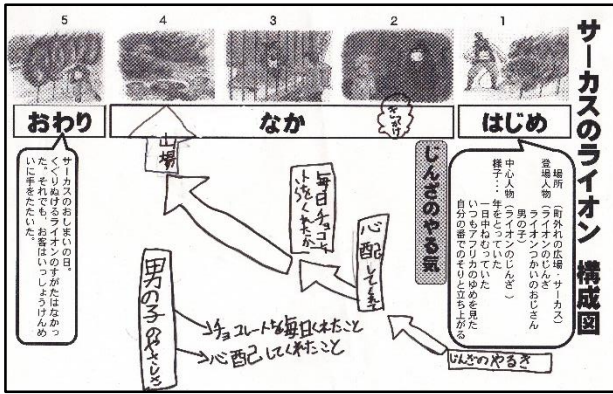 サーカスのライオン 構成図
1
2
3
4
5
はじめ
なか
おわり
場所 (町外れの広場・サーカス)
登場人物 (ライオンのじんざ
ライオンつかいのおじさん
男の子)
中心人物 (ライオンのじんざ)
様子・・・年をとっていた
一日中ねむっていた
いつもアフリカのゆめを見た
自分の番でのそりと立ち上がる
きっかけ
じんざのやる気
じんざのやるき
心配してくれて
毎日チョコレ
ートをくれたから
出場
男の子のやさしさ
チョコレートを毎日くれたこと
心配してくれたこと
サーカスのおしまいの日。
くぐりぬけるライオンのすがたはなかっ
た。それでも、お客はいっしょうけんめ
いに手をたたいた。